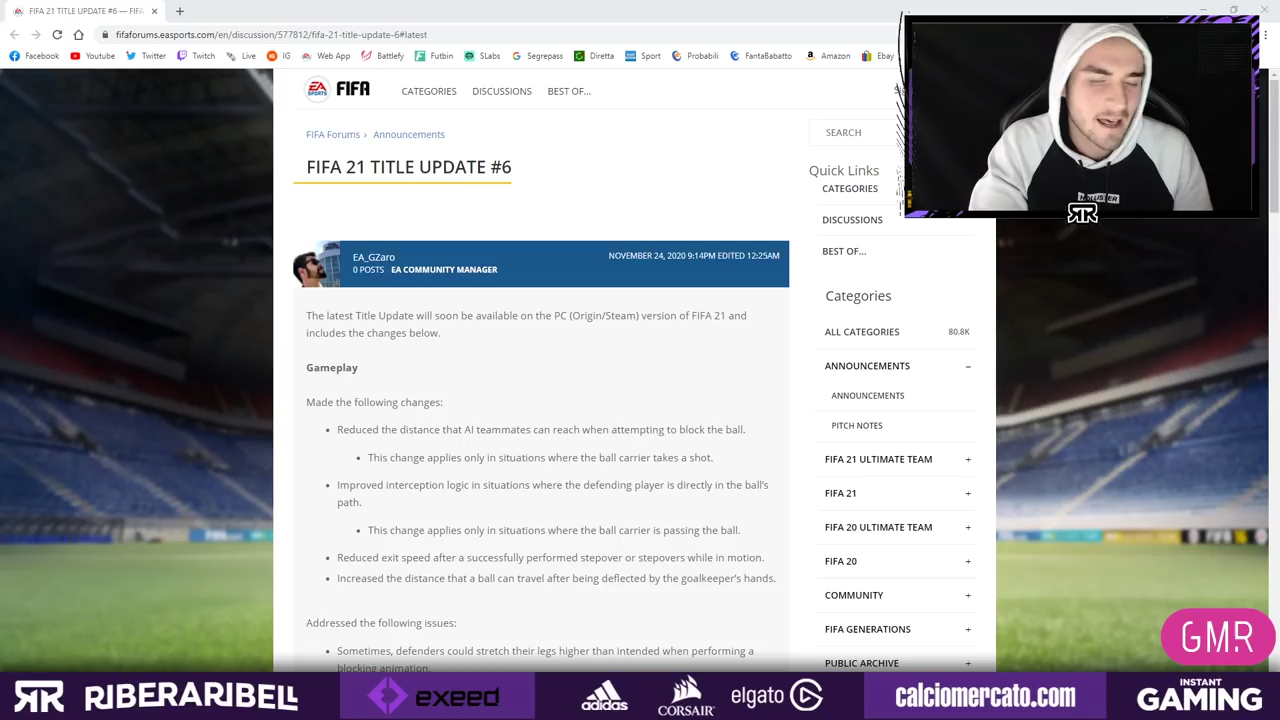 FIFA 21 TITLE UPDATE #6 — FIFA
fifaforums.easports.com/en/discussion/577812/fifa-21-title-update-6#latest
Facebook Youtube Twitter Twitch Live IG Web App Battlefy Futbin SLabs Segrepass Diretta Sport Probabili FantaBabatto Amazon Ebay
EA SPORTS FIFA CATEGORIES DISCUSSIONS BEST OF...
FIFA Forums › Announcements
SEARCH
FIFA 21 TITLE UPDATE #6
Quick Links
CATEGORIES
DISCUSSIONS
BEST OF...
HOLLISTER
RR
EA_GZaro
NOVEMBER 24, 2020 9:14PM EDITED 12:25AM
0 POSTS EA COMMUNITY MANAGER
The latest Title Update will soon be available on the PC (Origin/Steam) version of FIFA 21 and
includes the changes below.
Gameplay
Made the following changes:
• Reduced the distance that AI teammates can reach when attempting to block the ball.
• This change applies only in situations where the ball carrier takes a shot.
• Improved interception logic in situations where the defending player is directly in the ball's
path.
• This change applies only in situations where the ball carrier is passing the ball.
• Reduced exit speed after a successfully performed stepover or stepovers while in motion.
• Increased the distance that a ball can travel after being deflected by the goalkeeper's hands.
Addressed the following issues:
• Sometimes, defenders could stretch their legs higher than intended when performing a
blocking animation.
Categories
ALL CATEGORIES 80.8K
ANNOUNCEMENTS –
ANNOUNCEMENTS
PITCH NOTES
FIFA 21 ULTIMATE TEAM +
FIFA 21 +
FIFA 20 ULTIMATE TEAM +
FIFA 20 +
COMMUNITY +
FIFA GENERATIONS +
PUBLIC ARCHIVE +
GMR
RR RIBERARIBELL exeed adidas CORSAIR elgato calciomercato.com INSTANT GAMING